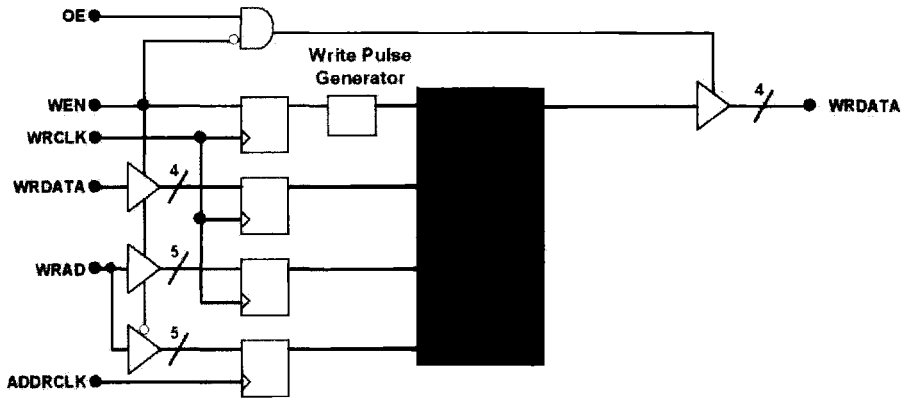 OE
Write Pulse
Generator
WEN
4
WRDATA
WRCLK
WRDATA
4
WRAD
5
5
ADDRCLK